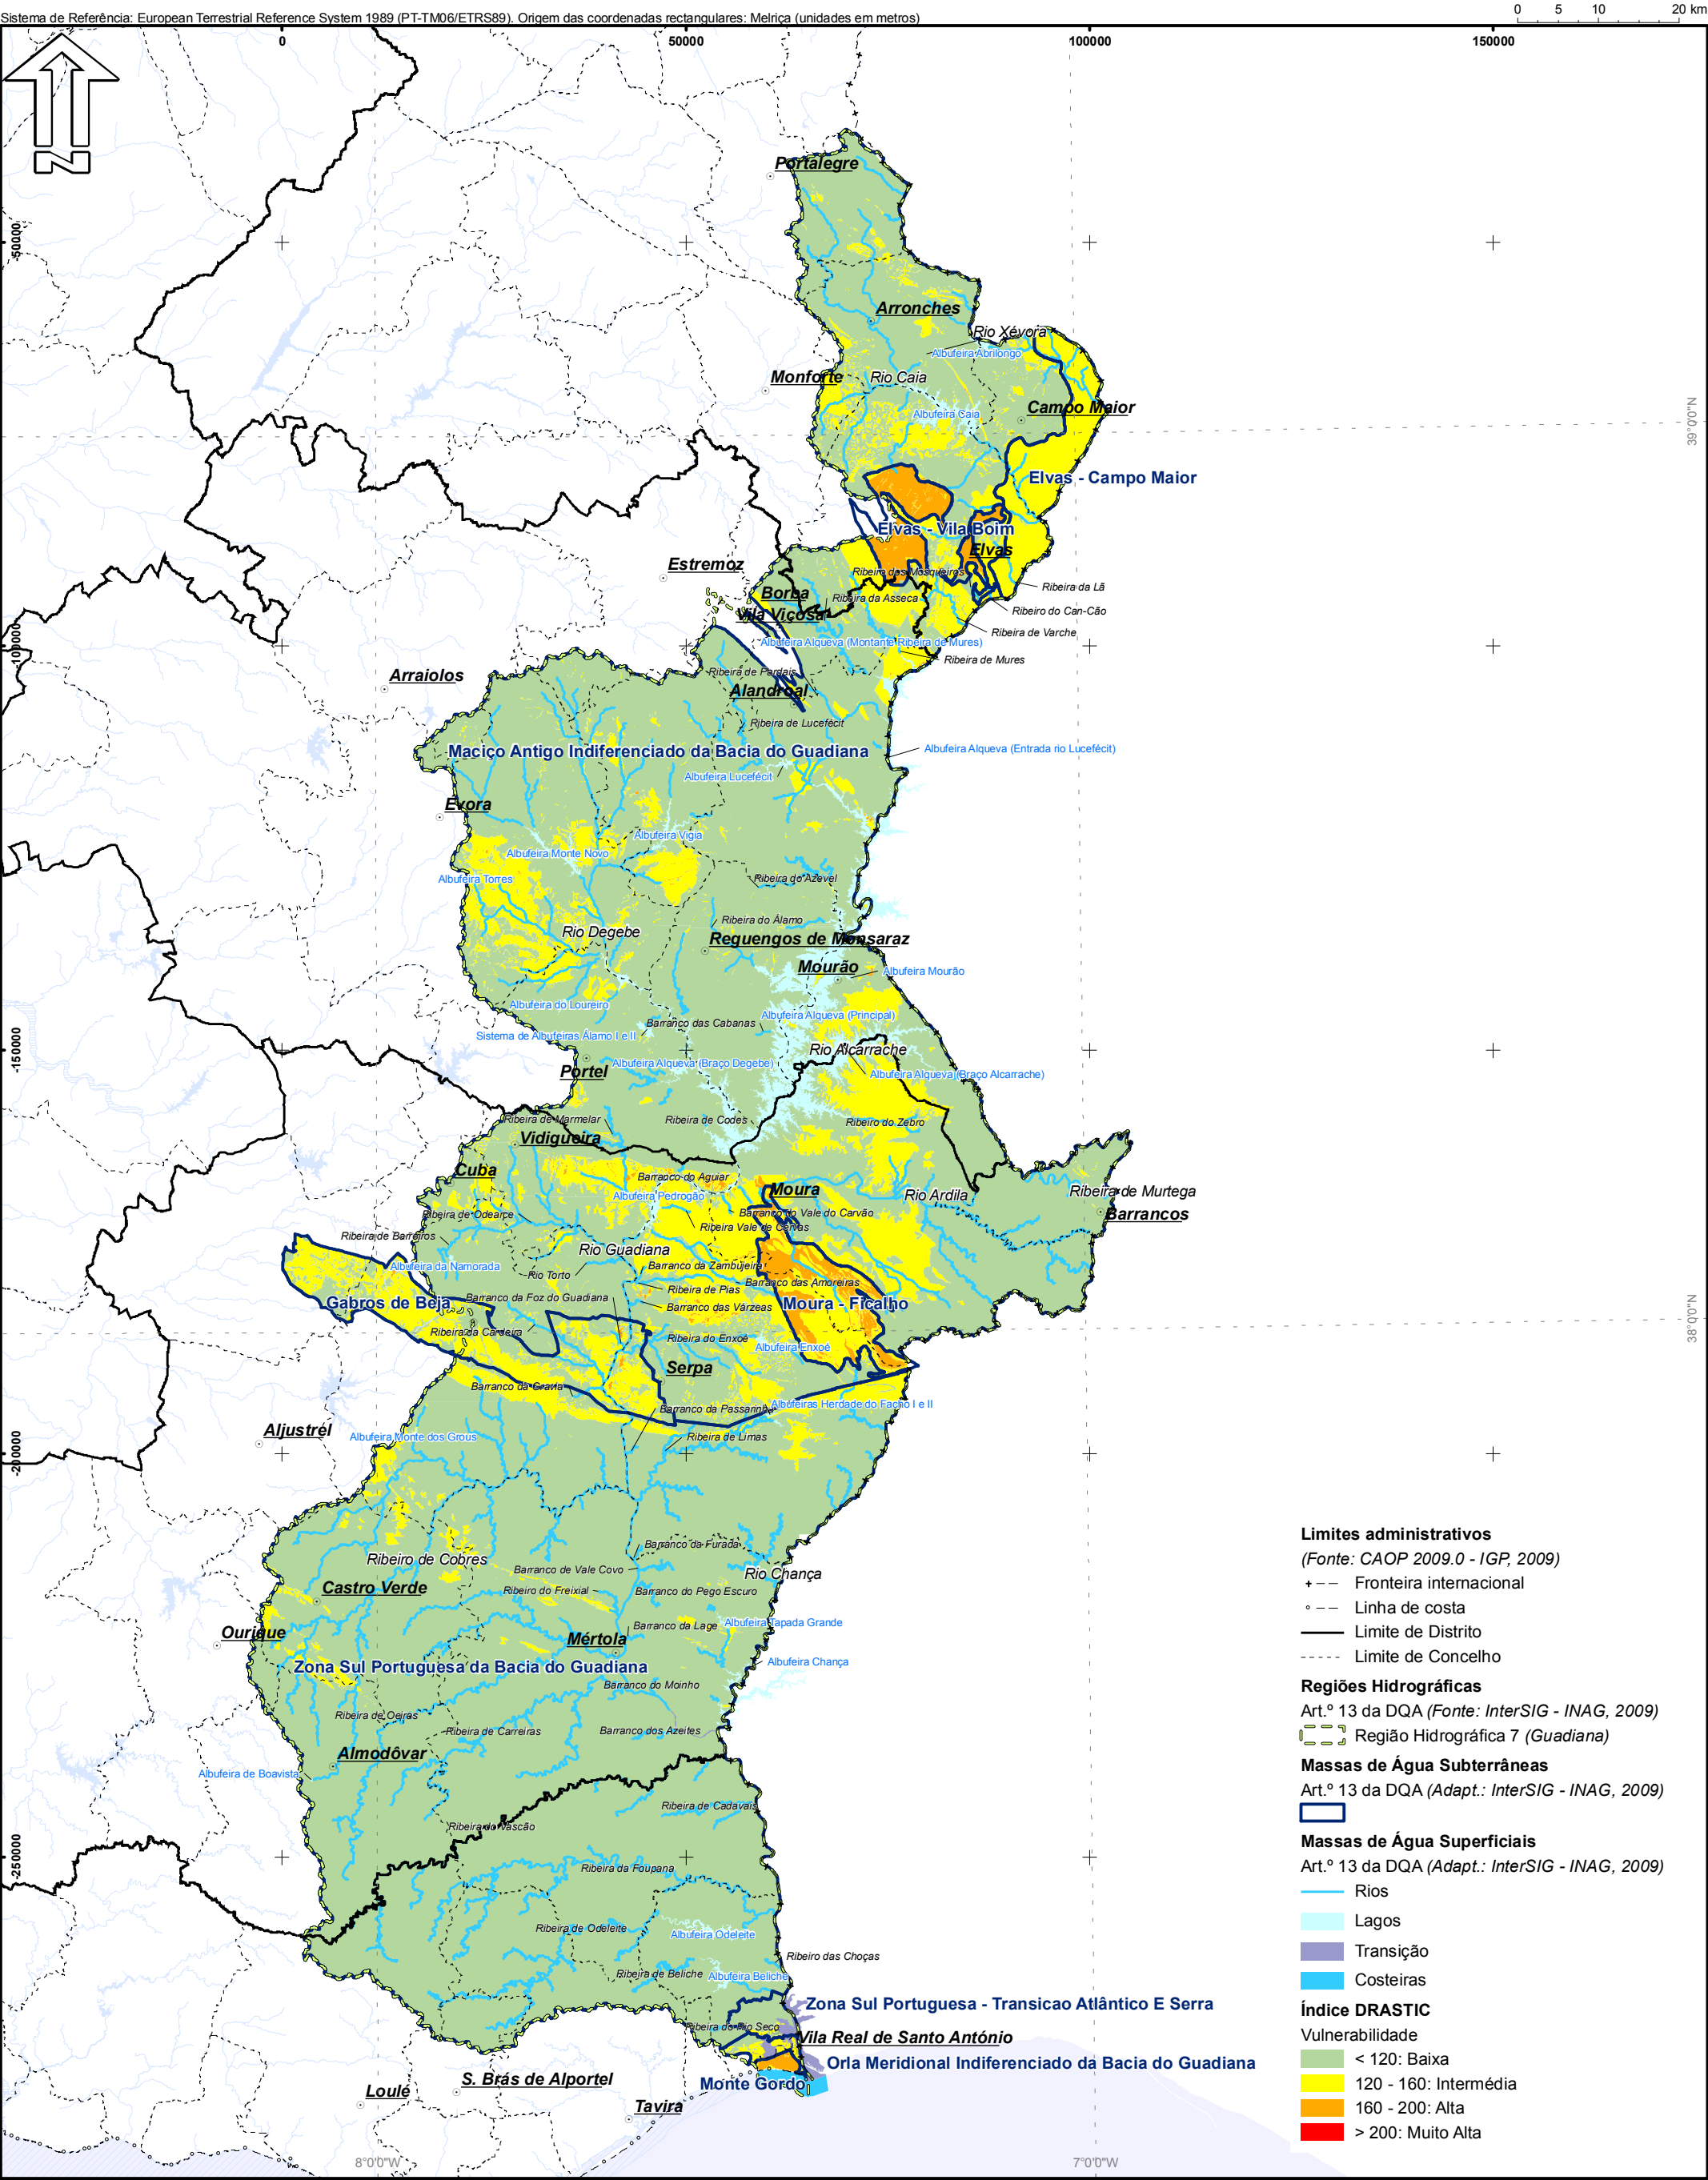 Sistema de Referência: European Terrestrial Reference System 1989 (PT-TM06/ETRS89). Origem das coordenadas rectangulares: Melriça (unidades em metros)
0 5 10 20 km
0 50000 100000 150000
N
-50000
-100000
-150000
-200000
-250000
39°0'0"N
38°0'0"N
8°0'0"W
7°0'0"W
Portalegre
Arronches
Rio Xévora
Albufeira Abrilongo
Monforte
Rio Caia
Albufeira Caia
Campo Maior
Elvas - Campo Maior
Elvas - Vila Boim
Elvas
Estremoz
Ribeiro dos Mosqueiros
Ribeira da Lã
Borba
Ribeira da Asseca
Ribeiro do Can-Cão
Vila Viçosa
Ribeira de Varche
Albufeira Alqueva (Montante Ribeira de Mures)
Ribeira de Mures
Arraiolos
Ribeira de Pardais
Alandroal
Ribeira de Lucefécit
Maciço Antigo Indiferenciado da Bacia do Guadiana
Albufeira Alqueva (Entrada rio Lucefécit)
Albufeira Lucefécit
Évora
Albufeira Vigia
Albufeira Monte Novo
Albufeira Torres
Ribeira do Azevel
Ribeira do Álamo
Rio Degebe
Reguengos de Monsaraz
Mourão
Albufeira Mourão
Albufeira do Loureiro
Albufeira Alqueva (Principal)
Barranco das Cabanas
Sistema de Albufeiras Álamo I e II
Rio Alcarrache
Albufeira Alqueva (Braço Degebe)
Portel
Albufeira Alqueva (Braço Alcarrache)
Ribeira de Marmelar
Ribeira de Codes
Ribeiro do Zebro
Vidigueira
Cuba
Barranco do Aguiar
Albufeira Pedrogão
Moura
Rio Ardila
Ribeira de Murtega
Barrancos
Ribeira de Odearce
Barranco do Vale do Carvão
Ribeira Vale de Cervas
Ribeira de Barreiros
Rio Guadiana
Albufeira da Namorada
Barranco da Zambujeira
Rio Torto
Barranco das Amoreiras
Ribeira de Pias
Barranco da Foz do Guadiana
Gabros de Beja
Barranco das Várzeas
Moura - Ficalho
Ribeira da Cardeira
Ribeira do Enxoé
Albufeira Enxoé
Serpa
Barranco da Gravia
Barranco da Passarinha
Albufeiras Herdade do Facho I e II
Aljustrel
Albufeira Monte dos Grous
Ribeira de Limas
Barranco da Furada
Ribeiro de Cobres
Barranco de Vale Covo
Rio Chança
Castro Verde
Ribeiro do Freixial
Barranco do Pego Escuro
Ourique
Barranco da Lage
Albufeira Tapada Grande
Mértola
Zona Sul Portuguesa da Bacia do Guadiana
Albufeira Chança
Barranco do Moinho
Ribeira de Oeiras
Ribeira de Carreiras
Barranco dos Azeites
Almodôvar
Albufeira de Boavista
Ribeira de Cadavais
Ribeira do Vascão
Ribeira da Foupana
Ribeira de Odeleite
Albufeira Odeleite
Ribeiro das Choças
Ribeira de Beliche
Albufeira Beliche
Zona Sul Portuguesa - Transicao Atlântico E Serra
Ribeira do Rio Seco
Vila Real de Santo António
Orla Meridional Indiferenciado da Bacia do Guadiana
Monte Gordo
S. Brás de Alportel
Loulé
Tavira
Limites administrativos
(Fonte: CAOP 2009.0 - IGP, 2009)
Fronteira internacional
Linha de costa
Limite de Distrito
Limite de Concelho
Regiões Hidrográficas
Art.º 13 da DQA (Fonte: InterSIG - INAG, 2009)
Região Hidrográfica 7 (Guadiana)
Massas de Água Subterrâneas
Art.º 13 da DQA (Adapt.: InterSIG - INAG, 2009)
Massas de Água Superficiais
Art.º 13 da DQA (Adapt.: InterSIG - INAG, 2009)
Rios
Lagos
Transição
Costeiras
Índice DRASTIC
Vulnerabilidade
< 120: Baixa
120 - 160: Intermédia
160 - 200: Alta
> 200: Muito Alta